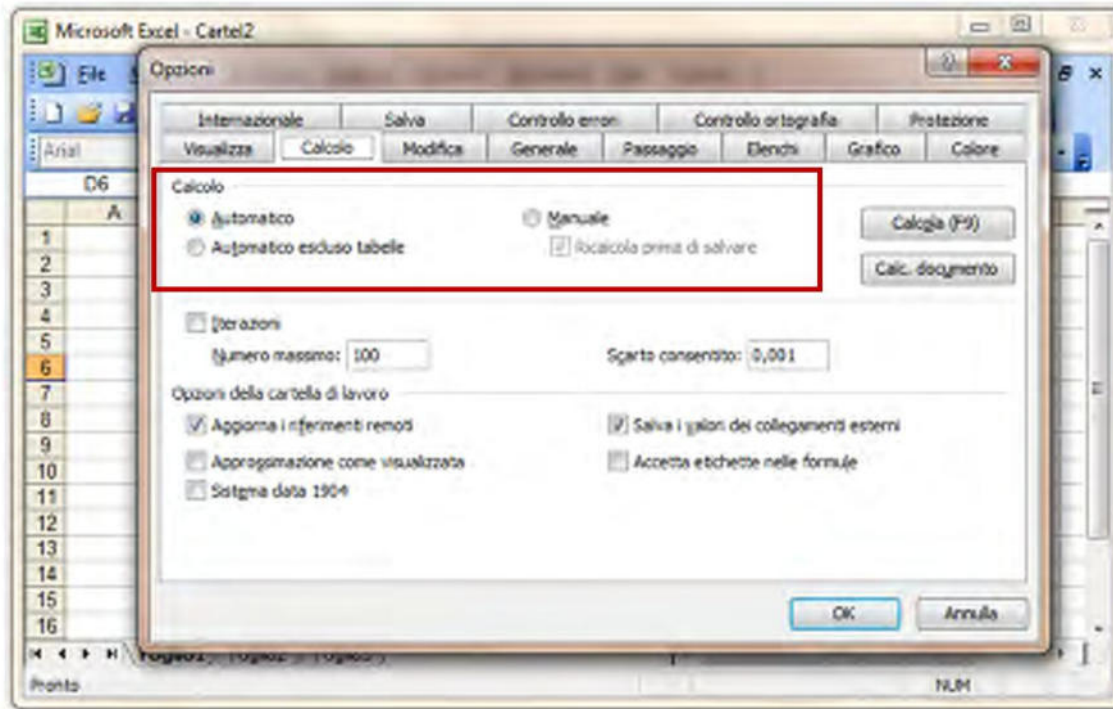 Microsoft Excel - Cartel2
File
Opzioni
Internazionale Salva Controllo errori Controllo ortografia Protezione
Visualizza Calcolo Modifica Generale Passaggio Elenchi Grafico Colore
Arial
D6
A
Calcolo
Automatico
Manuale
Automatico escluso tabelle
Ricalcola prima di salvare
Calcola (F9)
Calc. documento
Iterazioni
Numero massimo: 100
Scarto consentito: 0,001
Opzioni della cartella di lavoro
Aggiorna i riferimenti remoti
Salva i valori dei collegamenti esterni
Approssimazione come visualizzata
Accetta etichette nelle formule
Sistema data 1904
1
2
3
4
5
6
7
8
9
10
11
12
13
14
15
16
OK
Annulla
Pronto
NUM